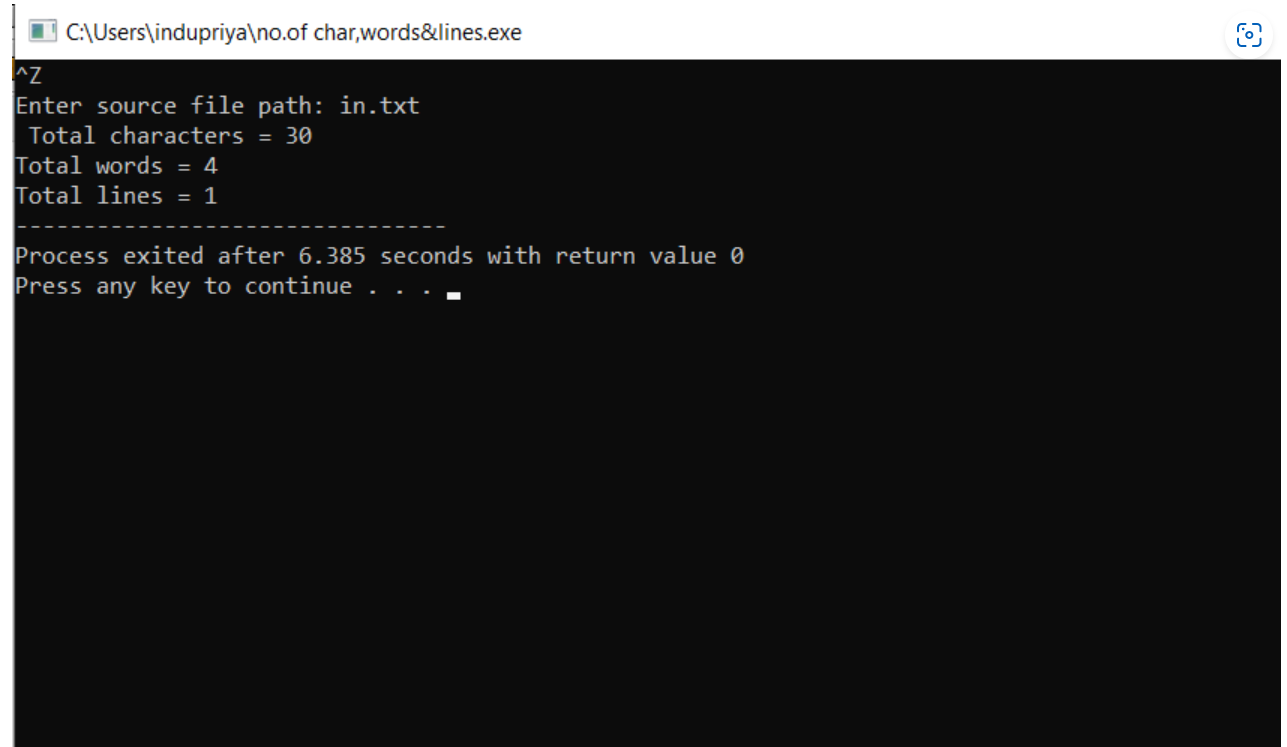 C:\Users\indupriya\no.of char,words&lines.exe
^Z
Enter source file path: in.txt
 Total characters = 30
Total words = 4
Total lines = 1
--------------------------------
Process exited after 6.385 seconds with return value 0
Press any key to continue . . .